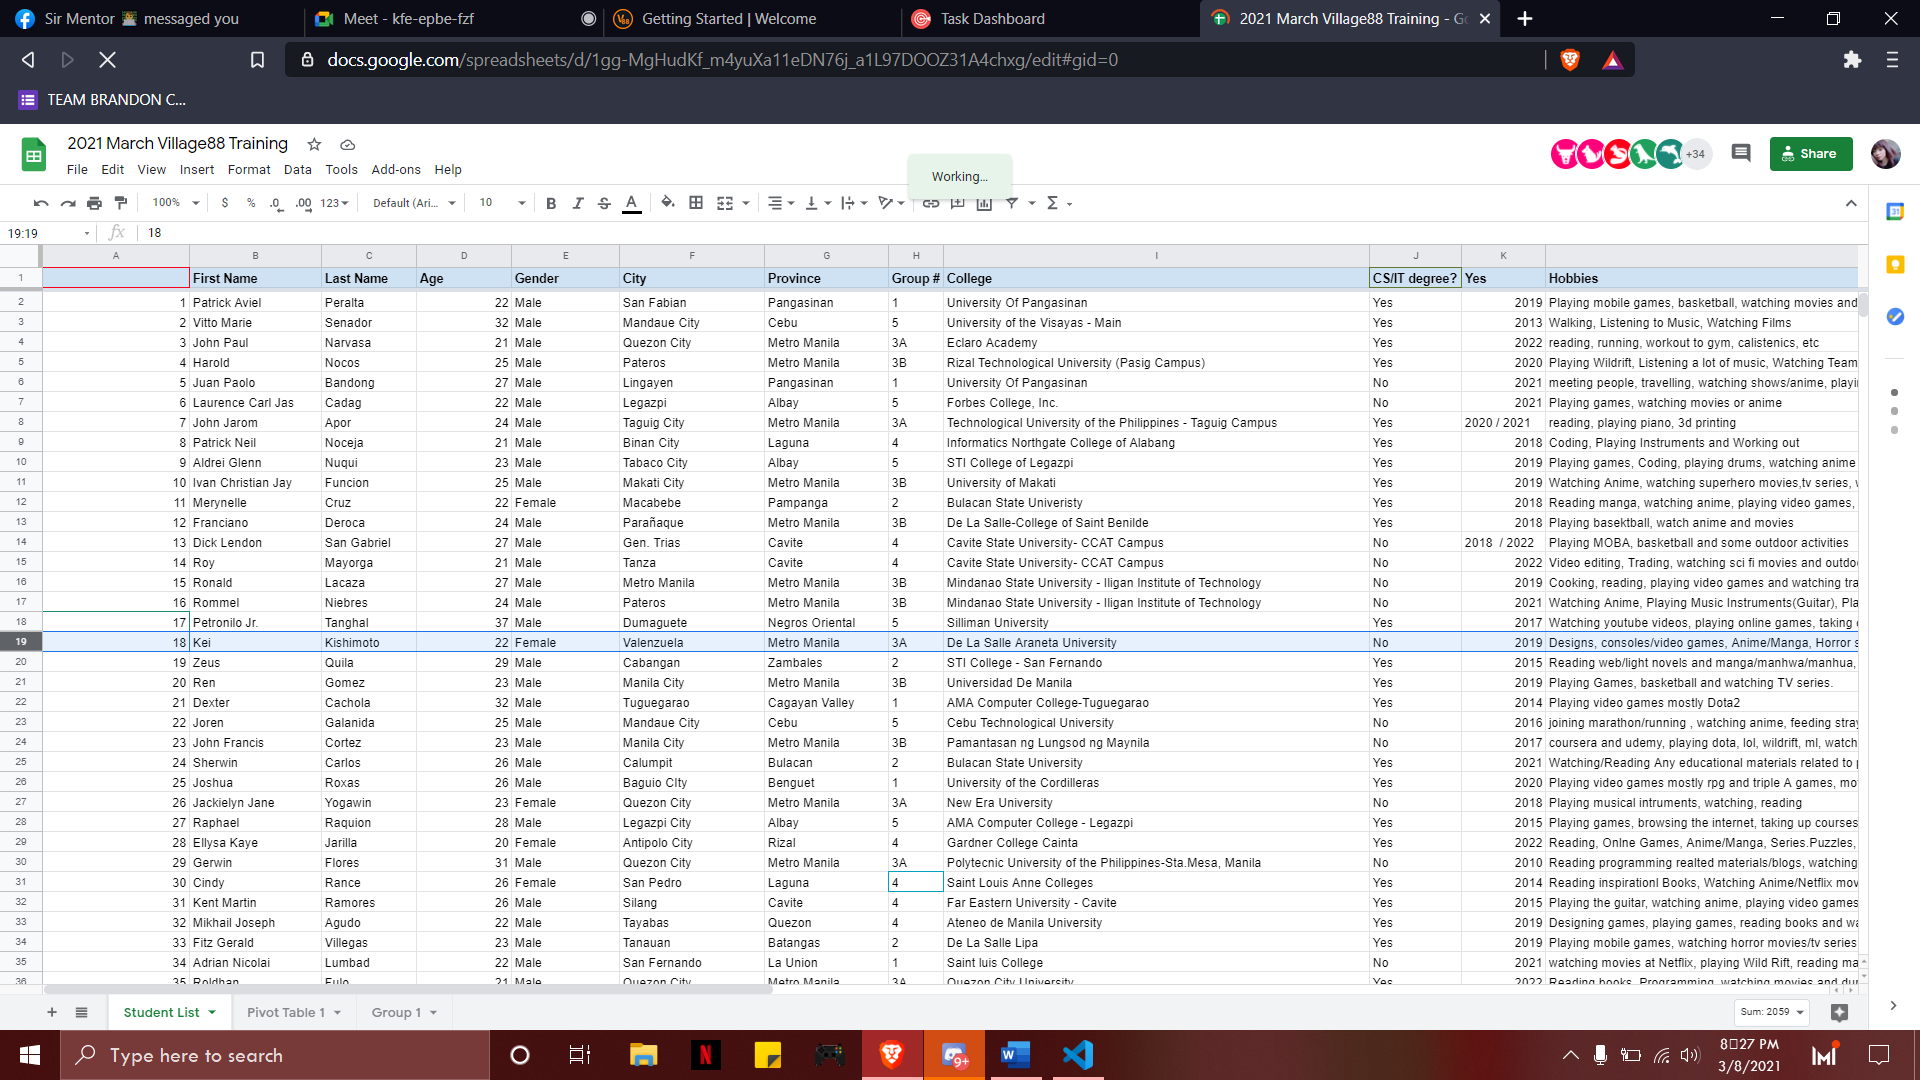 Sir Mentor 👨‍💻 messaged you
Meet - kfe-epbe-fzf
Getting Started | Welcome
Task Dashboard
2021 March Village88 Training - Go
docs.google.com/spreadsheets/d/1gg-MgHudKf_m4yuXa11eDN76j_a1L97DOOZ31A4chxg/edit#gid=0
TEAM BRANDON C...
2021 March Village88 Training
File Edit View Insert Format Data Tools Add-ons Help
Working...
+34
Share
100% $ % .0 .00 123 Default (Ari... 10
19:19 fx 18
A B C D E F G H I J K
1 First Name Last Name Age Gender City Province Group # College CS/IT degree? Yes Hobbies
2 1 Patrick Aviel Peralta 22 Male San Fabian Pangasinan 1 University Of Pangasinan Yes 2019 Playing mobile games, basketball, watching movies and
3 2 Vitto Marie Senador 32 Male Mandaue City Cebu 5 University of the Visayas - Main Yes 2013 Walking, Listening to Music, Watching Films
4 3 John Paul Narvasa 21 Male Quezon City Metro Manila 3A Eclaro Academy Yes 2022 reading, running, workout to gym, calistenics, etc
5 4 Harold Nocos 25 Male Pateros Metro Manila 3B Rizal Technological University (Pasig Campus) Yes 2020 Playing Wildrift, Listening a lot of music, Watching Team
6 5 Juan Paolo Bandong 27 Male Lingayen Pangasinan 1 University Of Pangasinan No 2021 meeting people, travelling, watching shows/anime, playi
7 6 Laurence Carl Jas Cadag 22 Male Legazpi Albay 5 Forbes College, Inc. No 2021 Playing games, watching movies or anime
8 7 John Jarom Apor 24 Male Taguig City Metro Manila 3A Technological University of the Philippines - Taguig Campus Yes 2020 / 2021 reading, playing piano, 3d printing
9 8 Patrick Neil Noceja 21 Male Binan City Laguna 4 Informatics Northgate College of Alabang Yes 2018 Coding, Playing Instruments and Working out
10 9 Aldrei Glenn Nuqui 23 Male Tabaco City Albay 5 STI College of Legazpi Yes 2019 Playing games, Coding, playing drums, watching anime
11 10 Ivan Christian Jay Funcion 25 Male Makati City Metro Manila 3B University of Makati Yes 2019 Watching Anime, watching superhero movies,tv series,
12 11 Merynelle Cruz 22 Female Macabebe Pampanga 2 Bulacan State Univeristy Yes 2018 Reading manga, watching anime, playing video games,
13 12 Franciano Deroca 24 Male Parañaque Metro Manila 3B De La Salle-College of Saint Benilde Yes 2018 Playing basektball, watch anime and movies
14 13 Dick Lendon San Gabriel 27 Male Gen. Trias Cavite 4 Cavite State University- CCAT Campus No 2018 / 2022 Playing MOBA, basketball and some outdoor activities
15 14 Roy Mayorga 21 Male Tanza Cavite 4 Cavite State University- CCAT Campus No 2022 Video editing, Trading, watching sci fi movies and outdo
16 15 Ronald Lacaza 27 Male Metro Manila Metro Manila 3B Mindanao State University - Iligan Institute of Technology No 2019 Cooking, reading, playing video games and watching tra
17 16 Rommel Niebres 24 Male Pateros Metro Manila 3B Mindanao State University - Iligan Institute of Technology No 2021 Watching Anime, Playing Music Instruments(Guitar), Pla
18 17 Petronilo Jr. Tanghal 37 Male Dumaguete Negros Oriental 5 Silliman University Yes 2017 Watching youtube videos, playing online games, taking
19 18 Kei Kishimoto 22 Female Valenzuela Metro Manila 3A De La Salle Araneta University No 2019 Designs, consoles/video games, Anime/Manga, Horror s
20 19 Zeus Quila 29 Male Cabangan Zambales 2 STI College - San Fernando Yes 2015 Reading web/light novels and manga/manhwa/manhua,
21 20 Ren Gomez 23 Male Manila City Metro Manila 3B Universidad De Manila Yes 2019 Playing Games, basketball and watching TV series.
22 21 Dexter Cachola 32 Male Tuguegarao Cagayan Valley 1 AMA Computer College-Tuguegarao Yes 2014 Playing video games mostly Dota2
23 22 Joren Galanida 25 Male Mandaue City Cebu 5 Cebu Technological University No 2016 joining marathon/running , watching anime, feeding stray
24 23 John Francis Cortez 23 Male Manila City Metro Manila 3B Pamantasan ng Lungsod ng Maynila No 2017 coursera and udemy, playing dota, lol, wildrift, ml, watch
25 24 Sherwin Carlos 26 Male Calumpit Bulacan 2 Bulacan State University Yes 2021 Watching/Reading Any educational materials related to
26 25 Joshua Roxas 26 Male Baguio CIty Benguet 1 University of the Cordilleras Yes 2020 Playing video games mostly rpg and triple A games, mo
27 26 Jackielyn Jane Yogawin 23 Female Quezon City Metro Manila 3A New Era University No 2018 Playing musical intruments, watching, reading
28 27 Raphael Raquion 28 Male Legazpi City Albay 5 AMA Computer College - Legazpi Yes 2015 Playing games, browsing the internet, taking up courses
29 28 Ellysa Kaye Jarilla 20 Female Antipolo City Rizal 4 Gardner College Cainta Yes 2022 Reading, Onlne Games, Anime/Manga, Series.Puzzles,
30 29 Gerwin Flores 31 Male Quezon City Metro Manila 3A Polytecnic University of the Philippines-Sta.Mesa, Manila No 2010 Reading programming realted materials/blogs, watching
31 30 Cindy Rance 26 Female San Pedro Laguna 4 Saint Louis Anne Colleges Yes 2014 Reading inspirationl Books, Watching Anime/Netflix mov
32 31 Kent Martin Ramores 26 Male Silang Cavite 4 Far Eastern University - Cavite Yes 2015 Playing the guitar, watching anime, playing video games
33 32 Mikhail Joseph Agudo 22 Male Tayabas Quezon 4 Ateneo de Manila University Yes 2019 Designing games, playing games, reading books and wa
34 33 Fitz Gerald Villegas 23 Male Tanauan Batangas 2 De La Salle Lipa Yes 2019 Playing mobile games, watching horror movies/tv series
35 34 Adrian Nicolai Lumbad 22 Male San Fernando La Union 1 Saint luis College No 2021 watching movies at Netflix, playing Wild Rift, reading ma
36 35 Roldhan Fulo 21 Male Quezon City Metro Manila 3A Quezon City University Yes 2022 Reading books, Programming, watching movies and
Student List Pivot Table 1 Group 1 Sum: 2059
Type here to search
9+
8:27 PM
3/8/2021